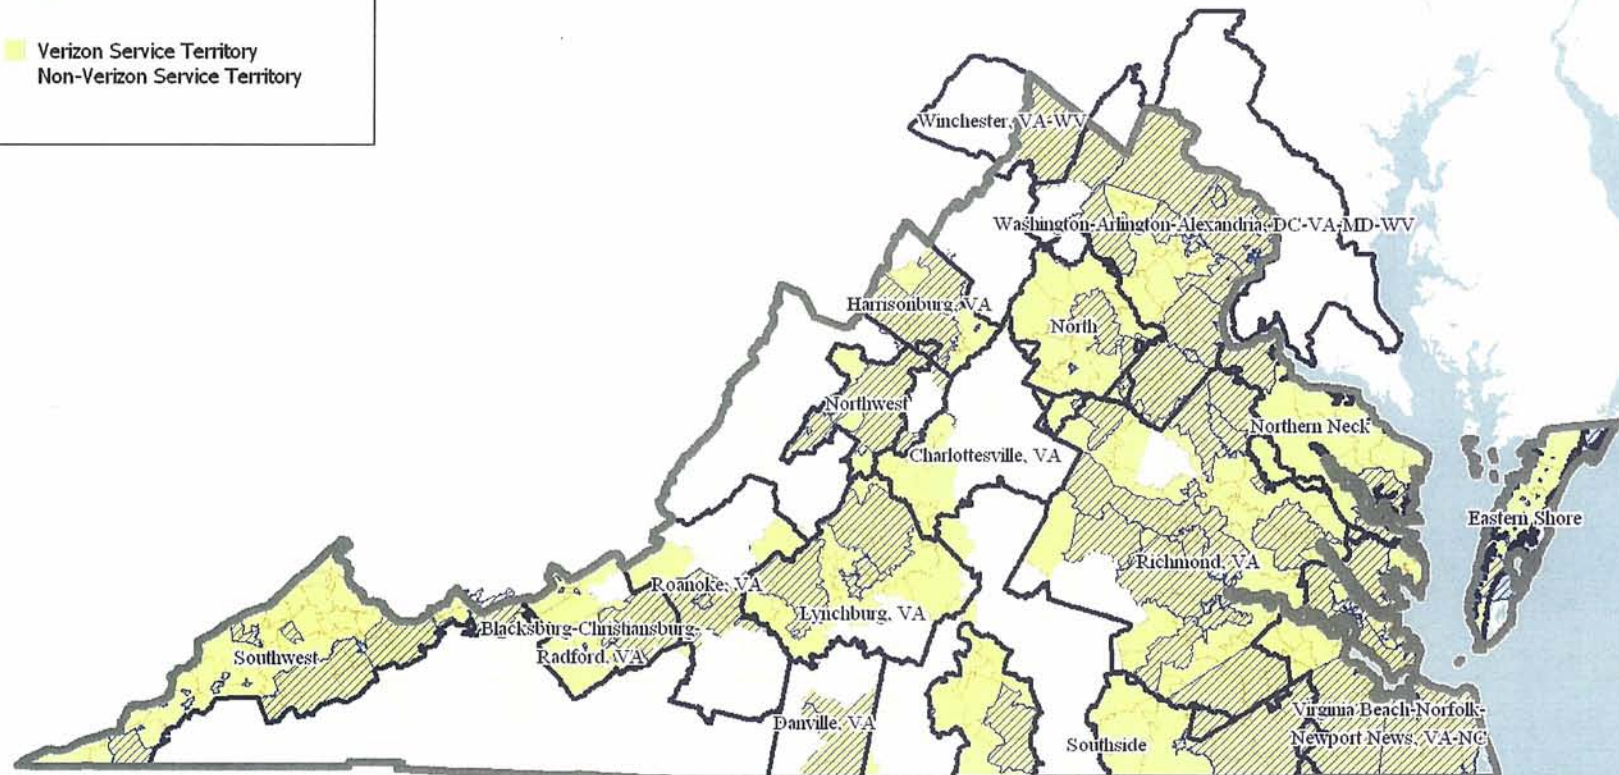 Verizon Service Territory
Non-Verizon Service Territory
Winchester, VA-WV
Washington-Arlington-Alexandria, DC-VA-MD-WV
Harrisonburg, VA
North
Northwest
Northern Neck
Charlottesville, VA
Eastern Shore
Richmond, VA
Roanoke, VA
Lynchburg, VA
Blacksburg-Christiansburg-
Radford, VA
Southwest
Danville, VA
Southside
Virginia Beach-Norfolk-
Newport News, VA-NC